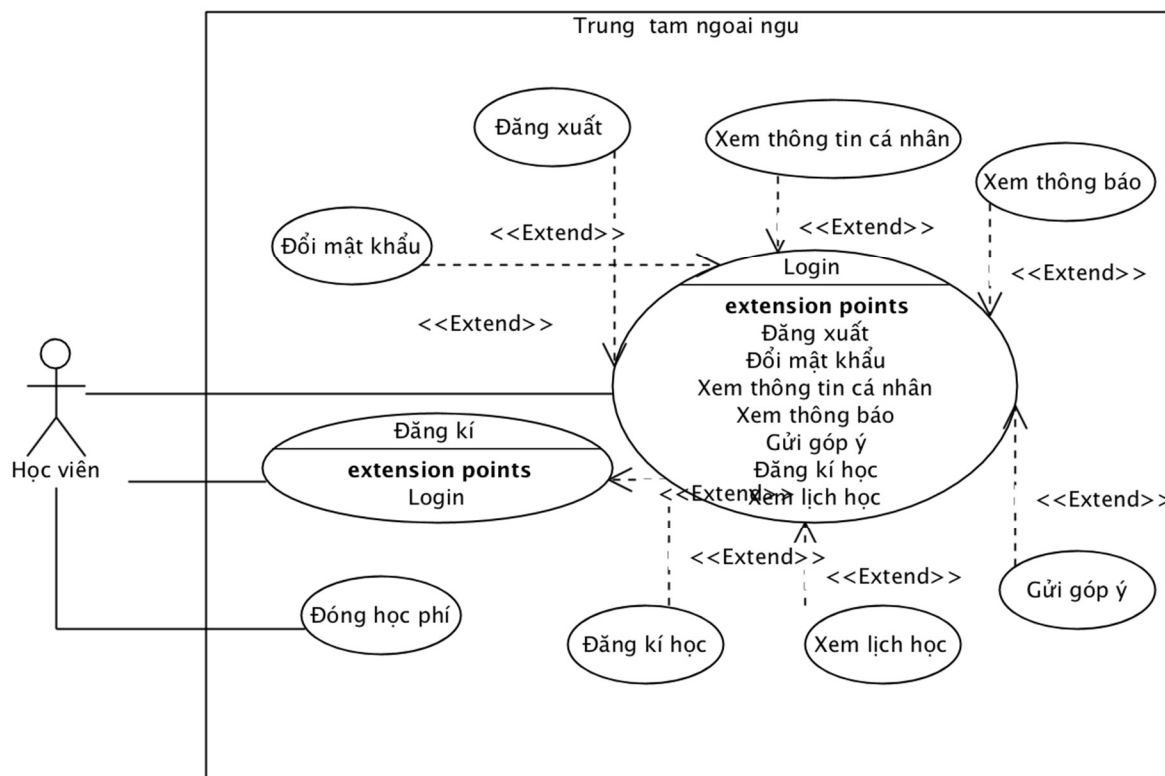 Trung tam ngoai ngu
Đăng xuất
Xem thông tin cá nhân
Xem thông báo
Đổi mật khẩu
<<Extend>>
<<Extend>>
<<Extend>>
<<Extend>>
Login
extension points
Đăng xuất
Đổi mật khẩu
Xem thông tin cá nhân
Xem thông báo
Gửi góp ý
Đăng kí học
Xem lịch học
Học viên
Đăng kí
extension points
Login
<<Extend>>
<<Extend>>
<<Extend>>
<<Extend>>
Đóng học phí
Đăng kí học
Xem lịch học
Gửi góp ý